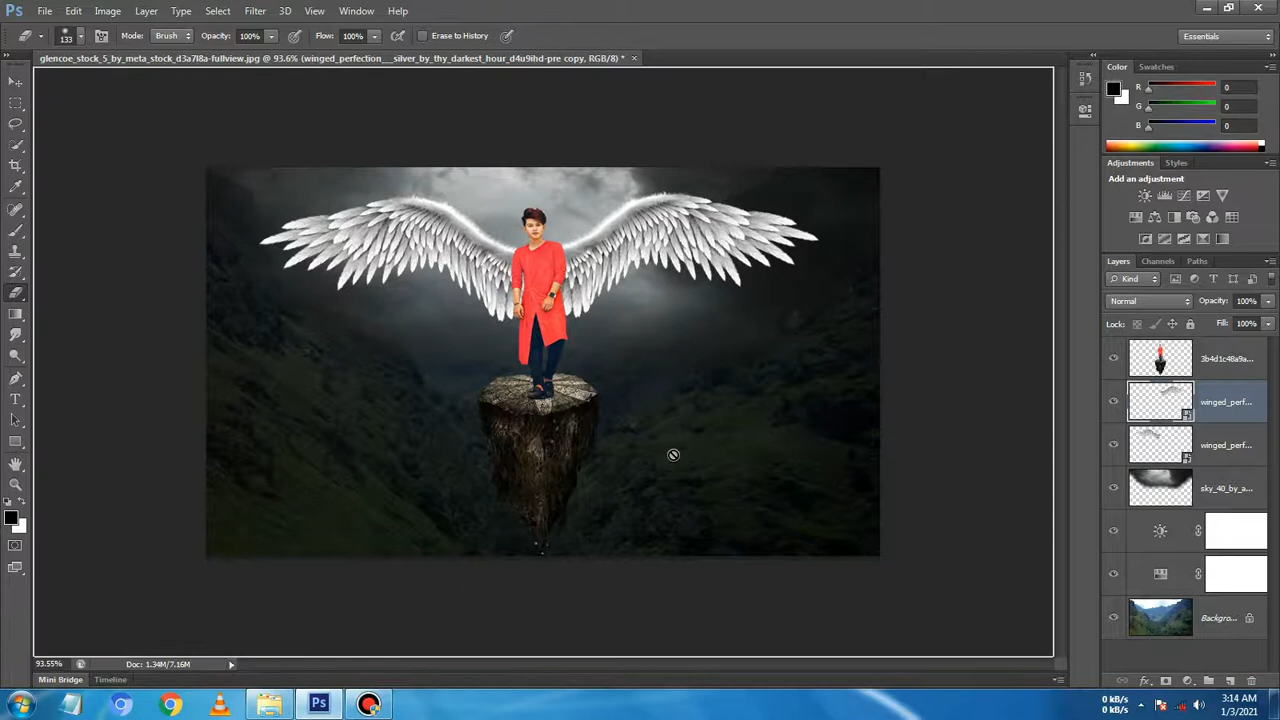 Ps File Edit Image Layer Type Select Filter 3D View Window Help
133 Mode: Brush Opacity: 100% Flow: 100% Erase to History Essentials
glencoe_stock_5_by_meta_stock_d3a7l8a-fullview.jpg @ 93.6% (winged_perfection__silver_by_thy_darkest_hour_d4u9ihd-pre copy, RGB/8) *
Color Swatches
R 0
G 0
B 0
Adjustments Styles
Add an adjustment
Layers Channels Paths
Kind
Normal Opacity: 100%
Lock: Fill: 100%
3b4d1c48a9a...
winged_perf...
winged_perf...
sky_40_by_a...
Backgro...
93.55% Doc: 1.34M/7.16M
Mini Bridge Timeline
Ps
0 kB/s
0 kB/s
3:14 AM
1/3/2021